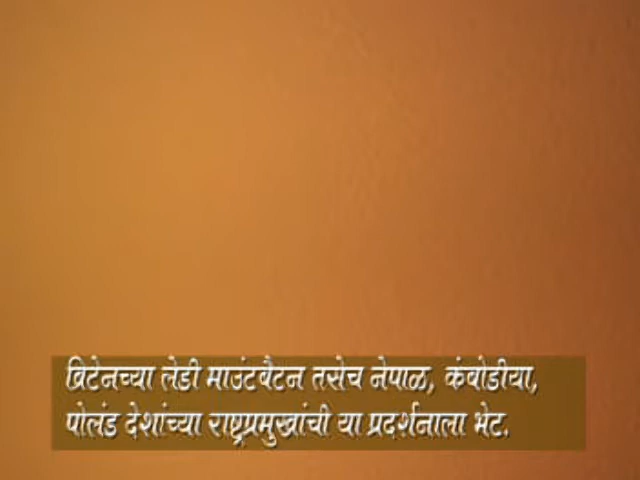 ब्रिटेनच्या लेडी माउंटबैटन तसेच नेपाळ, कंबोडीया,
पोलंड देशांच्या राष्ट्रप्रमुखांची या प्रदर्शनाला भेट.